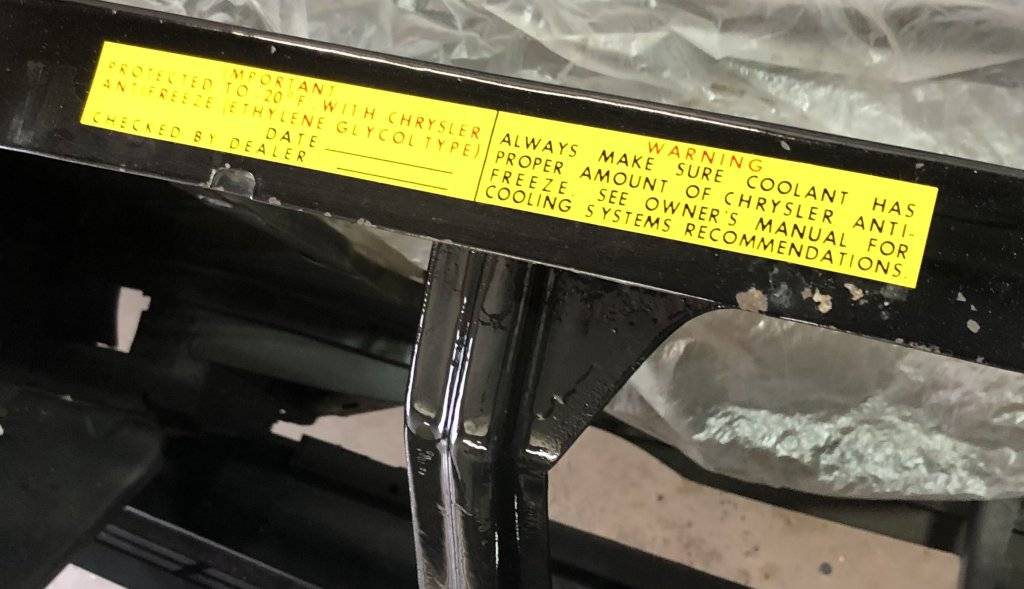 IMPORTANT
PROTECTED TO 20°F. WITH CHRYSLER
ANTI-FREEZE (ETHYLENE GLYCOL TYPE)
DATE
CHECKED BY DEALER
WARNING
ALWAYS MAKE SURE COOLANT HAS
PROPER AMOUNT OF CHRYSLER ANTI-
FREEZE. SEE OWNER'S MANUAL FOR
COOLING SYSTEMS RECOMMENDATIONS.